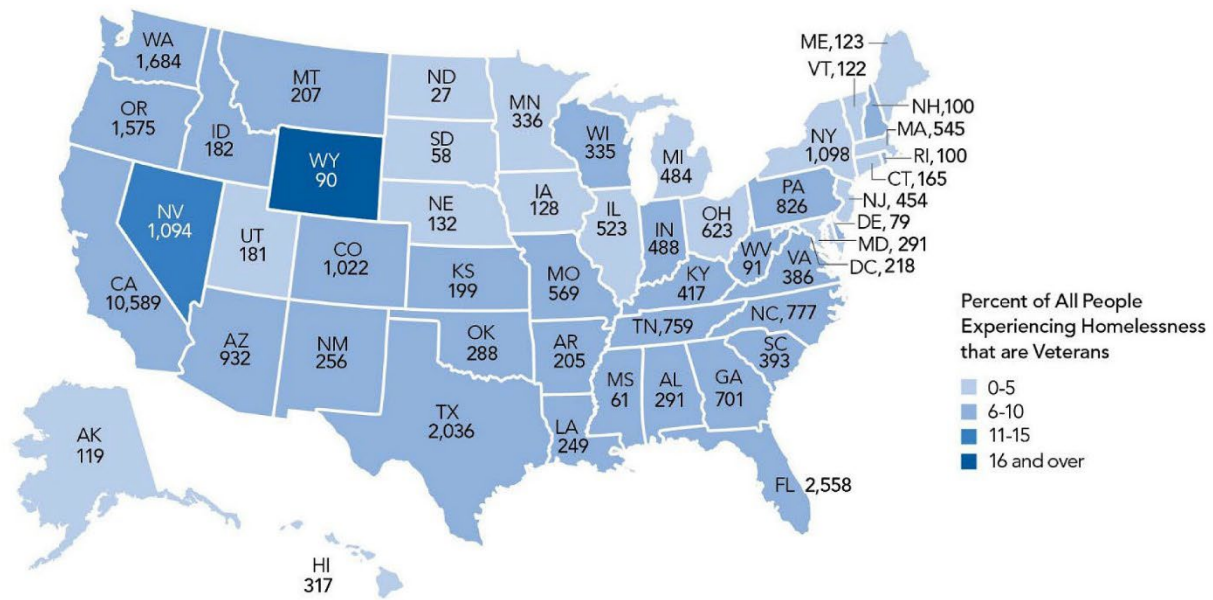 WA
1,684
MT
207
ND
27
MN
336
OR
1,575
ID
182
WY
90
SD
58
WI
335
MI
484
NY
1,098
ME,123
VT,122
NH,100
MA,545
RI,100
CT,165
NJ, 454
DE, 79
MD, 291
DC,218
NV
1,094
UT
181
CO
1,022
NE
132
IA
128
IL
523
IN
488
OH
623
PA
826
WV
91
VA
386
CA
10,589
KS
199
MO
569
KY
417
TN,759
NC,777
SC
393
AZ
932
NM
256
OK
288
AR
205
MS
61
AL
291
GA
701
TX
2,036
LA
249
FL 2,558
AK
119
HI
317
Percent of All People
Experiencing Homelessness
that are Veterans
0-5
6-10
11-15
16 and over